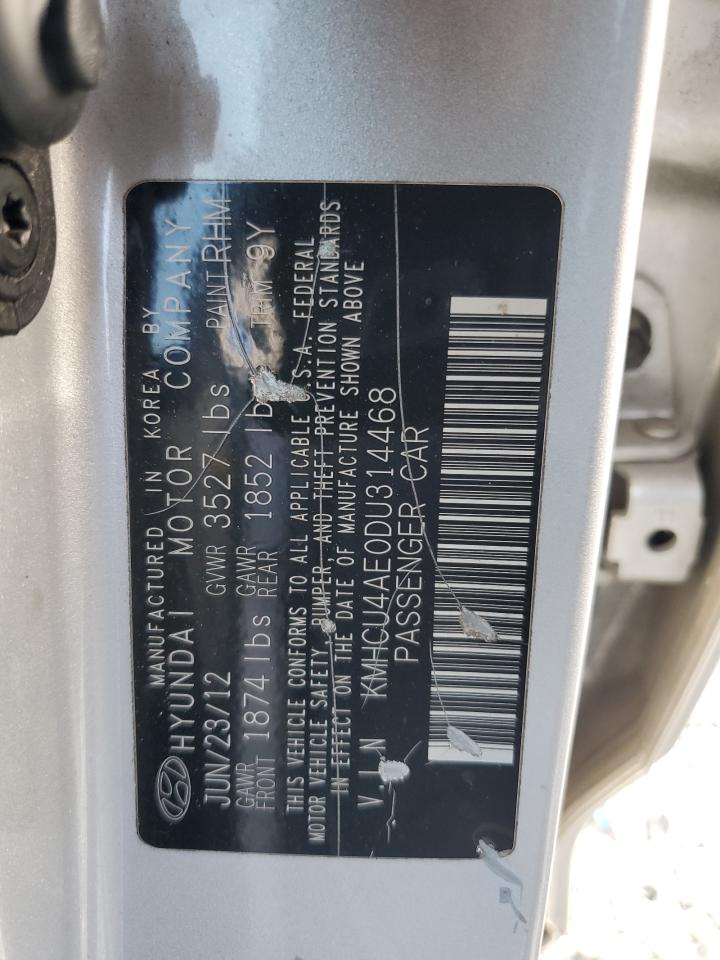 MANUFACTURED IN KOREA BY
HYUNDAI MOTOR COMPANY
JUN/23/12 GVWR 3527 lbs PAINT RHM
GAWR FRONT 1874 lbs GAWR REAR 1852 lb TRIM 9Y
THIS VEHICLE CONFORMS TO ALL APPLICABLE U.S.A. FEDERAL
MOTOR VEHICLE SAFETY, BUMPER, AND THEFT PREVENTION STANDARDS
IN EFFECT ON THE DATE OF MANUFACTURE SHOWN ABOVE
V.I.N KMHCU4AE0DU314468
PASSENGER CAR